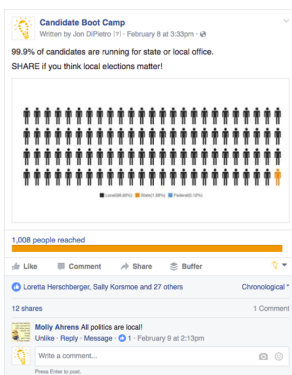 Candidate Boot Camp
Written by Jon DiPietro [?] · February 8 at 3:33pm ·
99.9% of candidates are running for state or local office.
SHARE if you think local elections matter!
1,008 people reached
Like Comment Share Buffer
Loretta Herschberger, Sally Korsmoe and 27 others Chronological
12 shares 1 Comment
Molly Ahrens All politics are local!
Unlike · Reply · Message · 1 · February 9 at 2:13pm
Write a comment...
Press Enter to post.